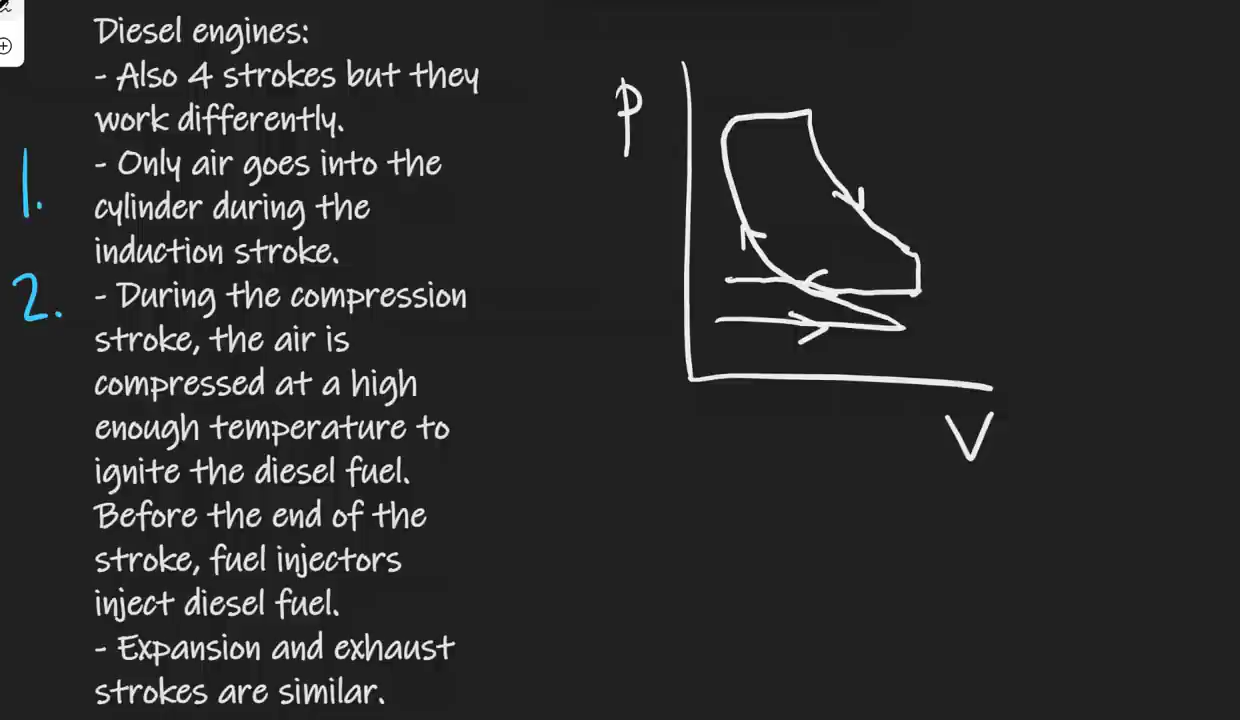 Diesel engines:
- Also 4 strokes but they
work differently.
1.
- Only air goes into the
cylinder during the
induction stroke.
2.
- During the compression
stroke, the air is
compressed at a high
enough temperature to
ignite the diesel fuel.
Before the end of the
stroke, fuel injectors
inject diesel fuel.
- Expansion and exhaust
strokes are similar.
P
V